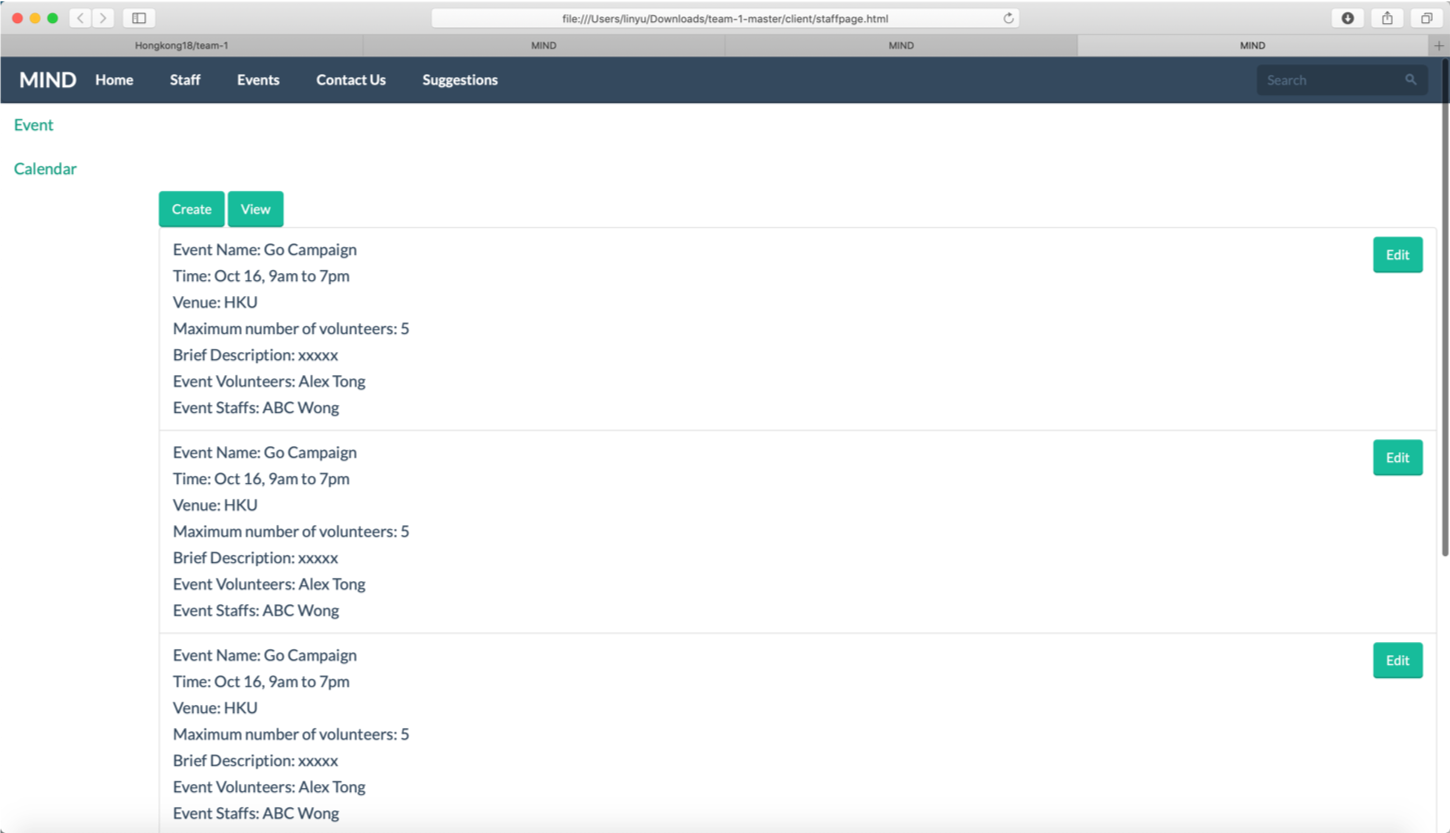 file:///Users/linyu/Downloads/team-1-master/client/staffpage.html
Hongkong18/team-1 MIND MIND MIND
MIND Home Staff Events Contact Us Suggestions Search
Event
Calendar
Create View
Event Name: Go Campaign Edit
Time: Oct 16, 9am to 7pm
Venue: HKU
Maximum number of volunteers: 5
Brief Description: xxxxx
Event Volunteers: Alex Tong
Event Staffs: ABC Wong
Event Name: Go Campaign Edit
Time: Oct 16, 9am to 7pm
Venue: HKU
Maximum number of volunteers: 5
Brief Description: xxxxx
Event Volunteers: Alex Tong
Event Staffs: ABC Wong
Event Name: Go Campaign Edit
Time: Oct 16, 9am to 7pm
Venue: HKU
Maximum number of volunteers: 5
Brief Description: xxxxx
Event Volunteers: Alex Tong
Event Staffs: ABC Wong